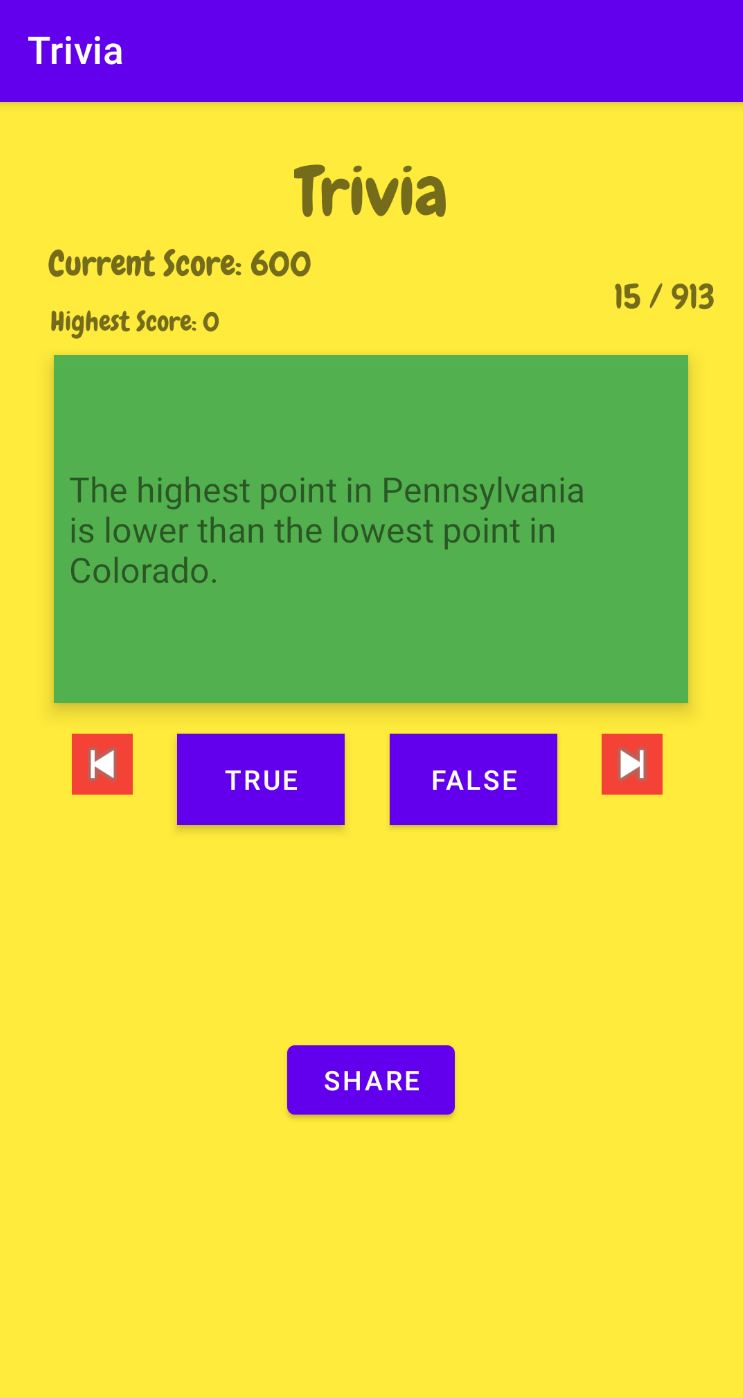 Trivia
Trivia
Current Score: 600
15 / 913
Highest Score: 0
The highest point in Pennsylvania
is lower than the lowest point in
Colorado.
TRUE
FALSE
SHARE